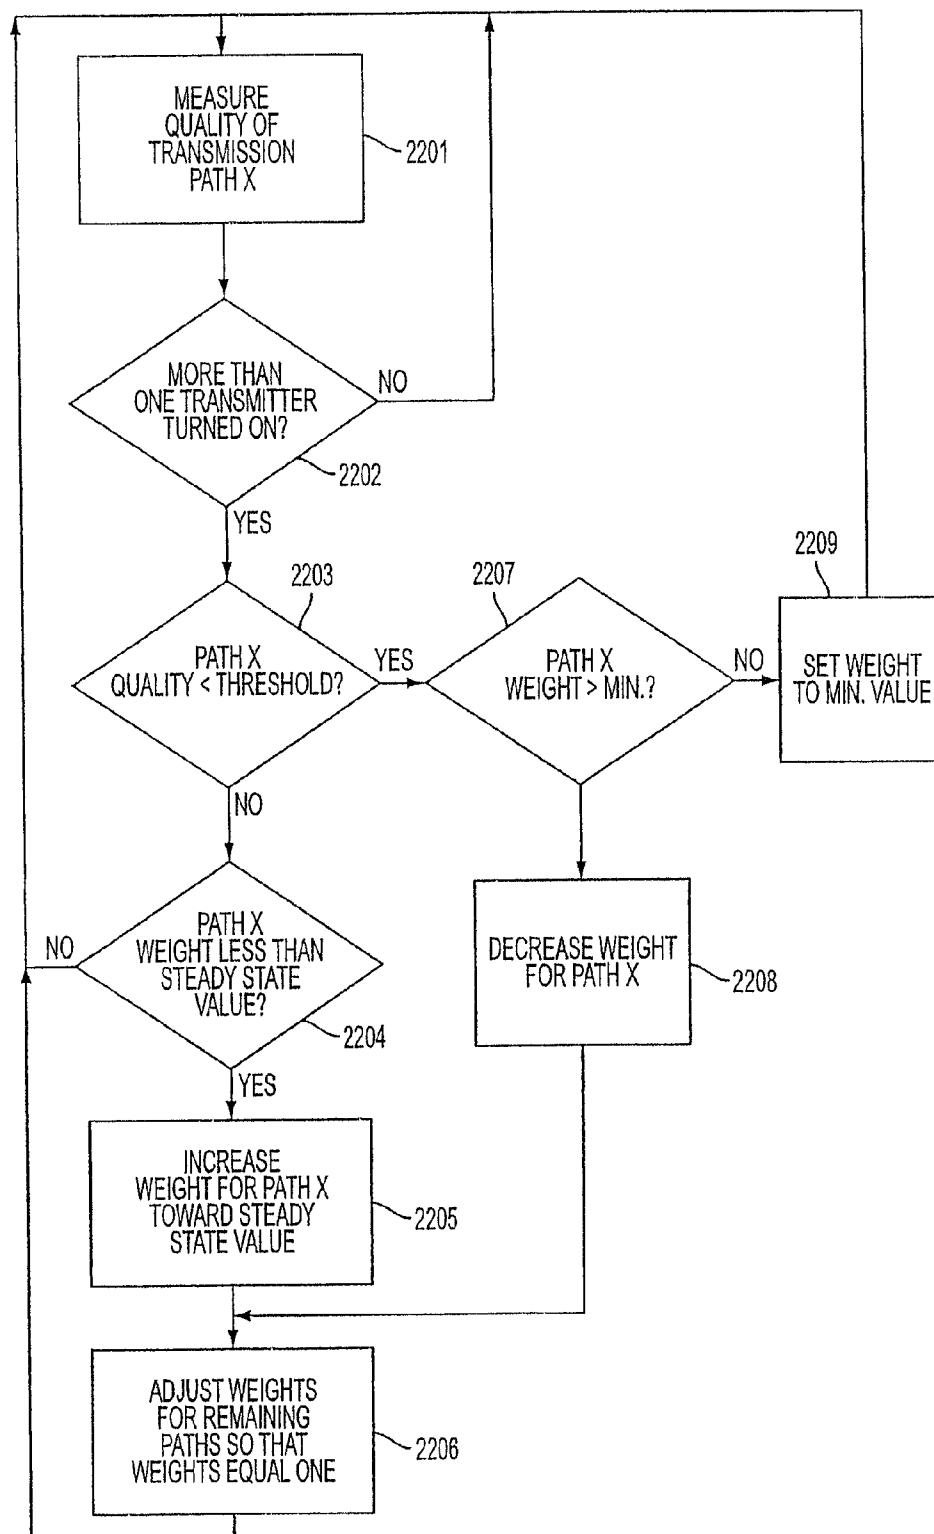 MEASURE
QUALITY OF
TRANSMISSION
PATH X
2201
MORE THAN
ONE TRANSMITTER
TURNED ON?
NO
2202
YES
2203
PATH X
QUALITY < THRESHOLD?
YES
2207
PATH X
WEIGHT > MIN.?
NO
2209
SET WEIGHT
TO MIN. VALUE
NO
PATH X
WEIGHT LESS THAN
STEADY STATE
VALUE?
NO
2204
DECREASE WEIGHT
FOR PATH X
2208
YES
INCREASE
WEIGHT FOR PATH X
TOWARD STEADY
STATE VALUE
2205
ADJUST WEIGHTS
FOR REMAINING
PATHS SO THAT
WEIGHTS EQUAL ONE
2206